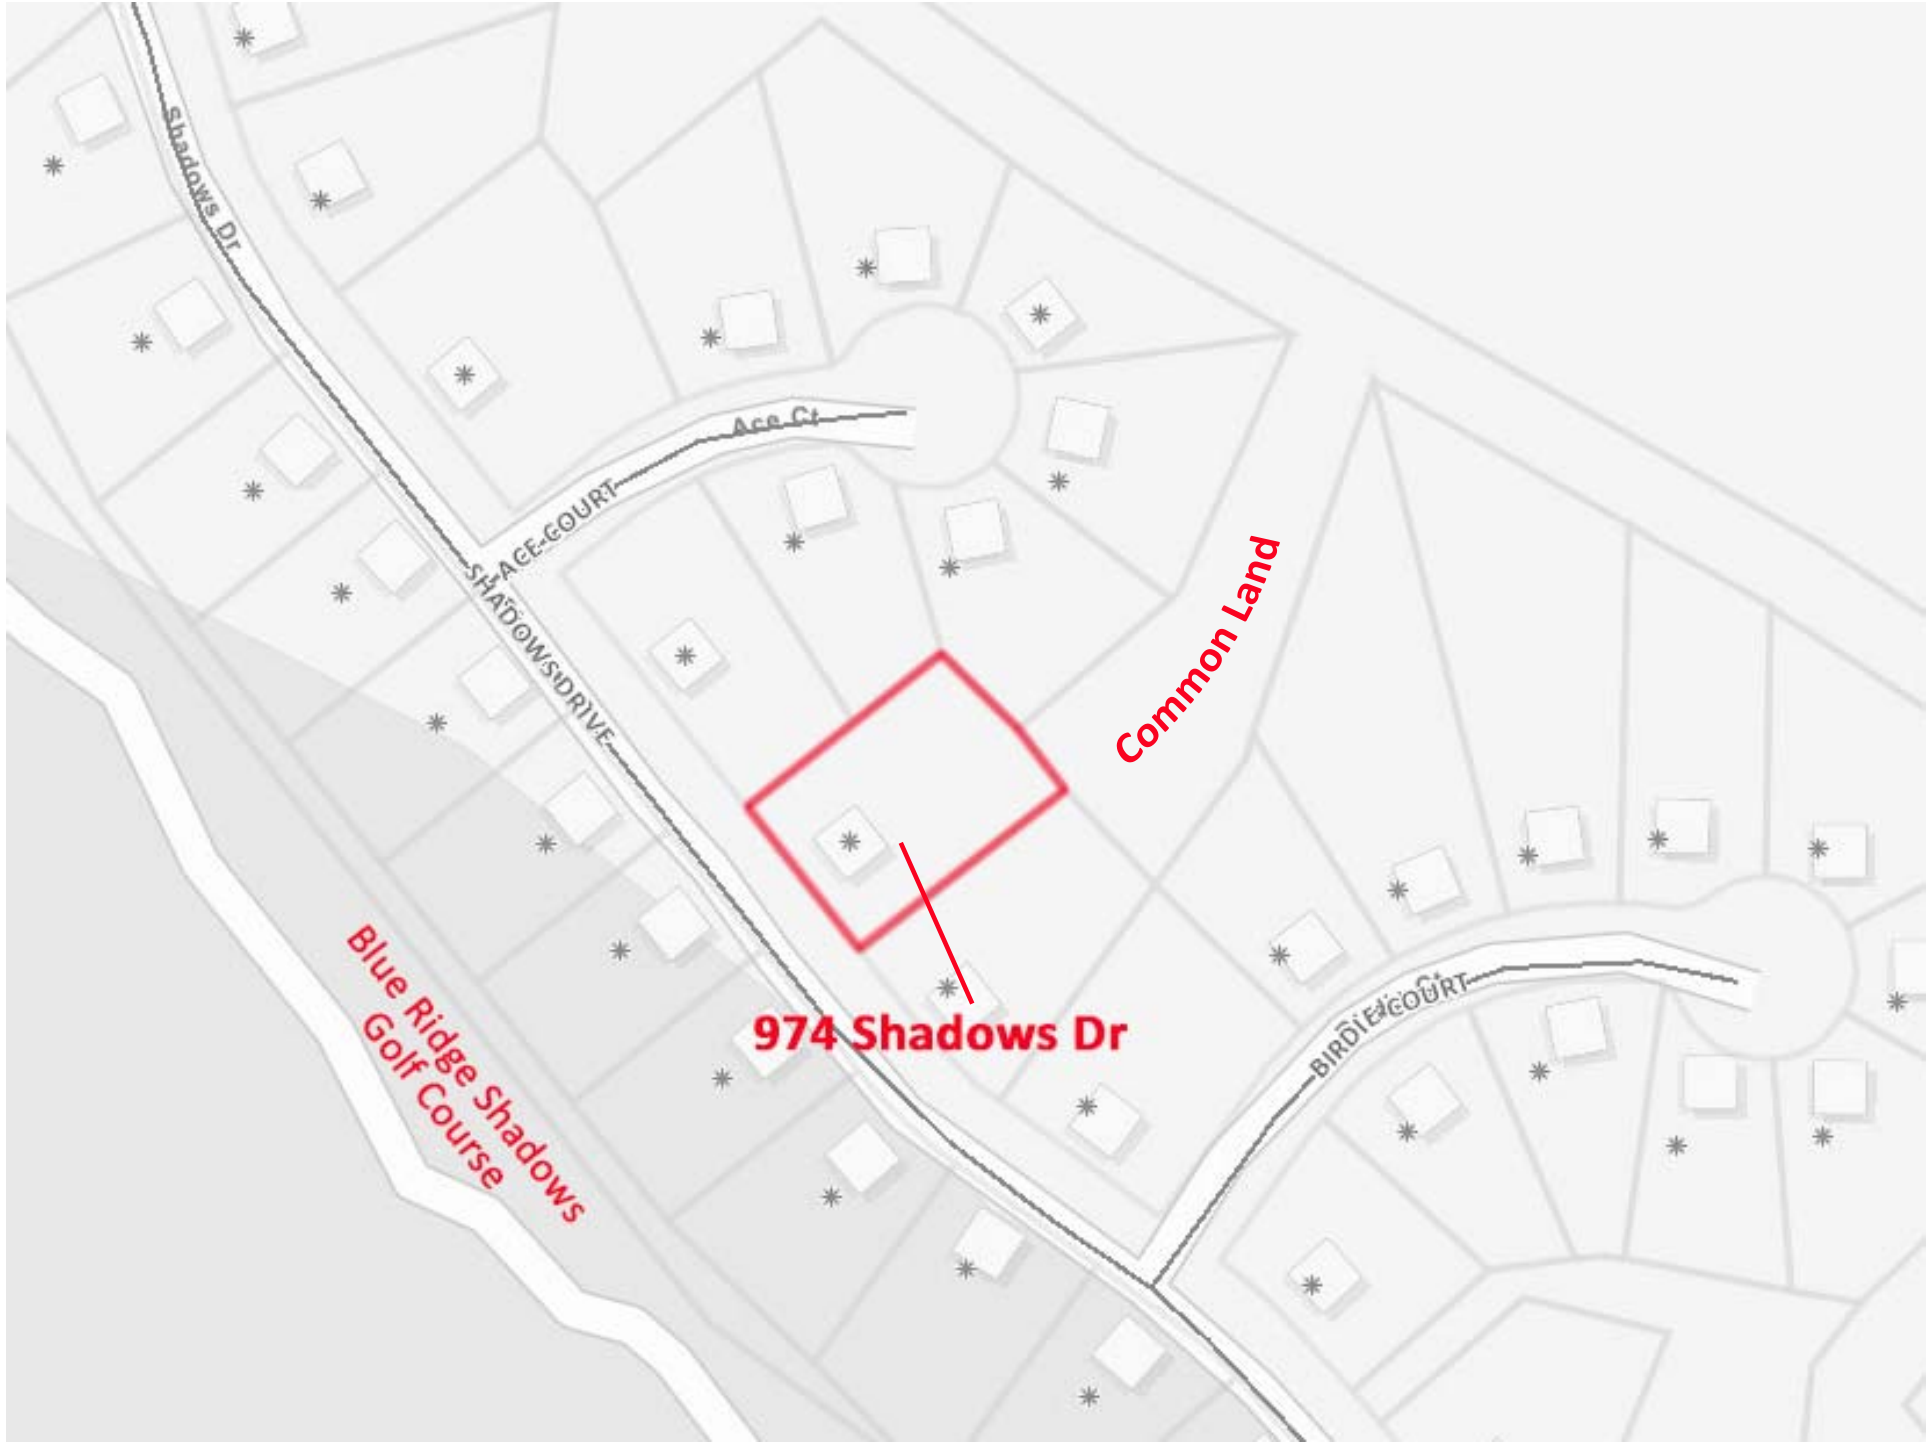 Shadows Dr
Ace Ct
ACE COURT
SHADOWS DRIVE
Common Land
974 Shadows Dr
Blue Ridge Shadows
Golf Course
BIRDIE COURT
Ct